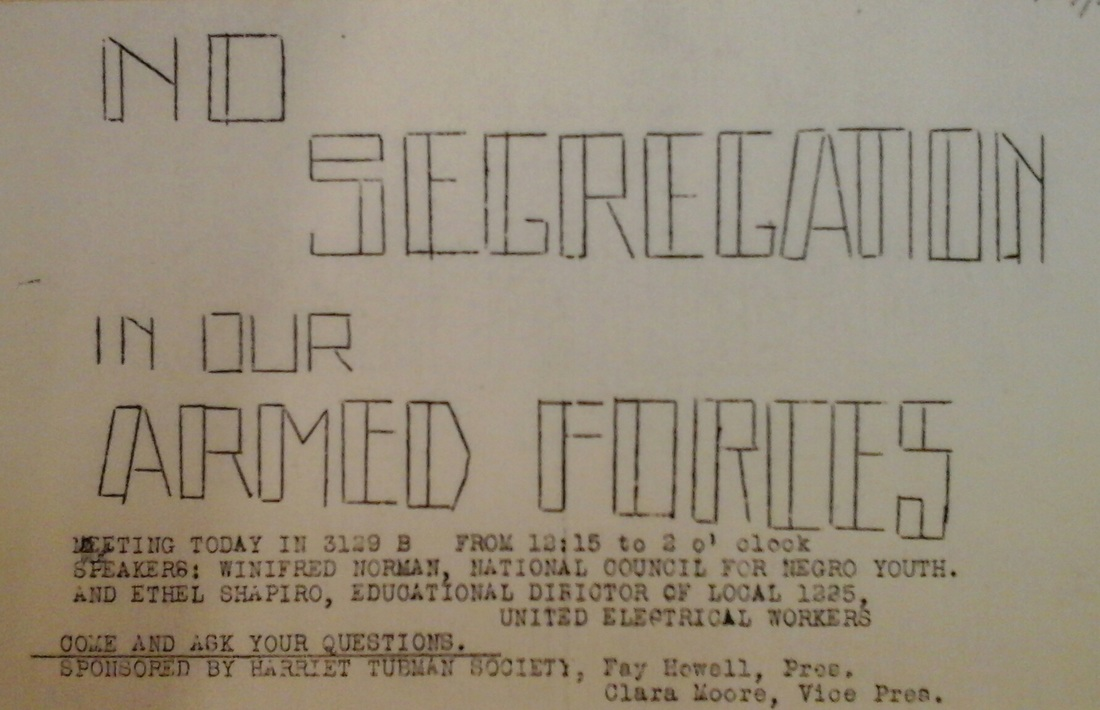 NO
SEGREGATION
IN OUR
ARMED FORCES
MEETING TODAY IN 3129 B FROM 12:15 to 2 o' clock
SPEAKERS: WINIFRED NORMAN, NATIONAL COUNCIL FOR NEGRO YOUTH.
AND ETHEL SHAPIRO, EDUCATIONAL DIRICTOR OF LOCAL 1225,
UNITED ELECTRICAL WORKERS
COME AND ASK YOUR QUESTIONS.
SPONSORED BY HARRIET TUBMAN SOCIETY, Fay Howell, Pres.
Clara Moore, Vice Pres.